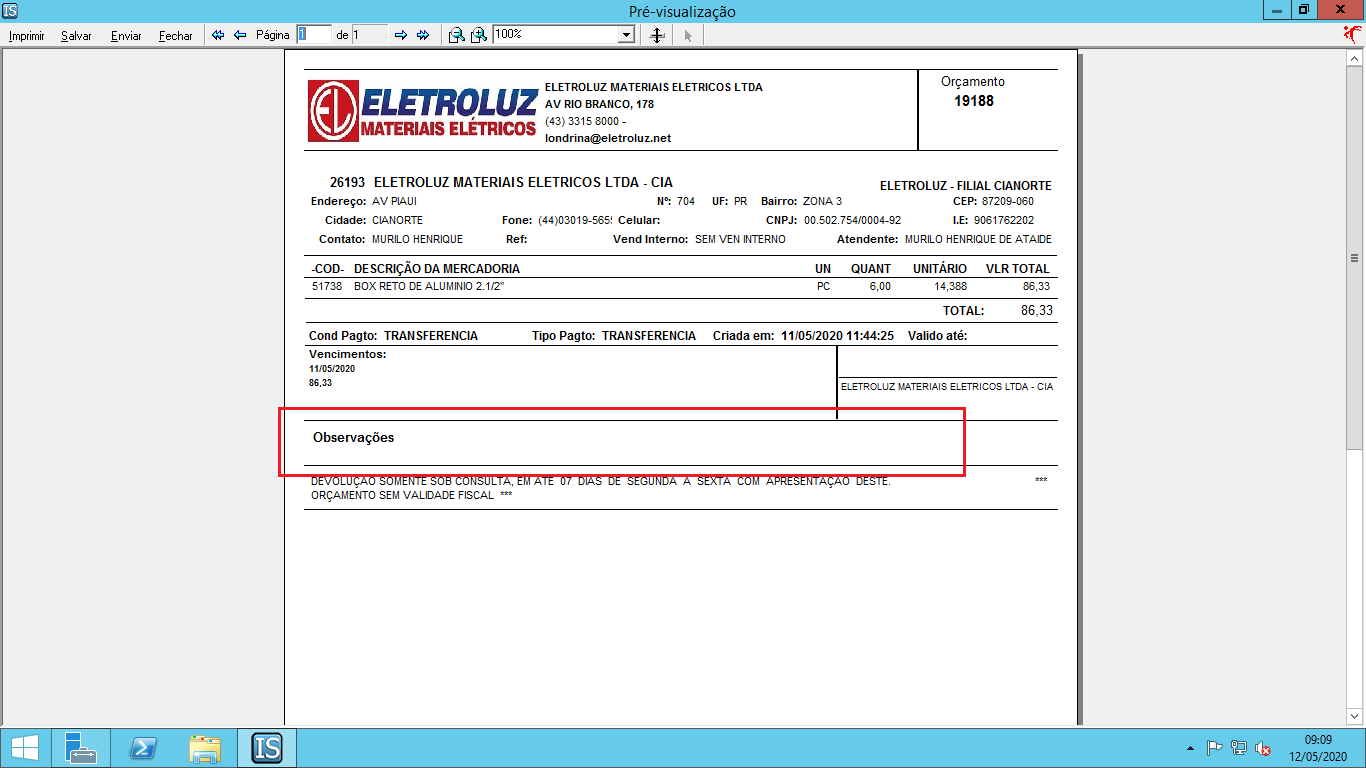 IS Pré-visualização
Imprimir Salvar Enviar Fechar Página 1 de 1 100%
EL ELETROLUZ
MATERIAIS ELÉTRICOS
ELETROLUZ MATERIAIS ELETRICOS LTDA
AV RIO BRANCO, 178
(43) 3315 8000 -
londrina@eletroluz.net
Orçamento
19188
26193 ELETROLUZ MATERIAIS ELETRICOS LTDA - CIA ELETROLUZ - FILIAL CIANORTE
Endereço: AV PIAUI Nº: 704 UF: PR Bairro: ZONA 3 CEP: 87209-060
Cidade: CIANORTE Fone: (44)03019-565 Celular: CNPJ: 00.502.754/0004-92 I.E: 9061762202
Contato: MURILO HENRIQUE Ref: Vend Interno: SEM VEN INTERNO Atendente: MURILO HENRIQUE DE ATAIDE
-COD- DESCRIÇÃO DA MERCADORIA UN QUANT UNITÁRIO VLR TOTAL
51738 BOX RETO DE ALUMINIO 2.1/2" PC 6,00 14,388 86,33
TOTAL: 86,33
Cond Pagto: TRANSFERENCIA Tipo Pagto: TRANSFERENCIA Criada em: 11/05/2020 11:44:25 Valido até:
Vencimentos:
11/05/2020
86,33
ELETROLUZ MATERIAIS ELETRICOS LTDA - CIA
Observações
DEVOLUÇÃO SOMENTE SOB CONSULTA, EM ATE 07 DIAS DE SEGUNDA A SEXTA COM APRESENTAÇÃO DESTE. ***
ORÇAMENTO SEM VALIDADE FISCAL ***
IS
09:09
12/05/2020